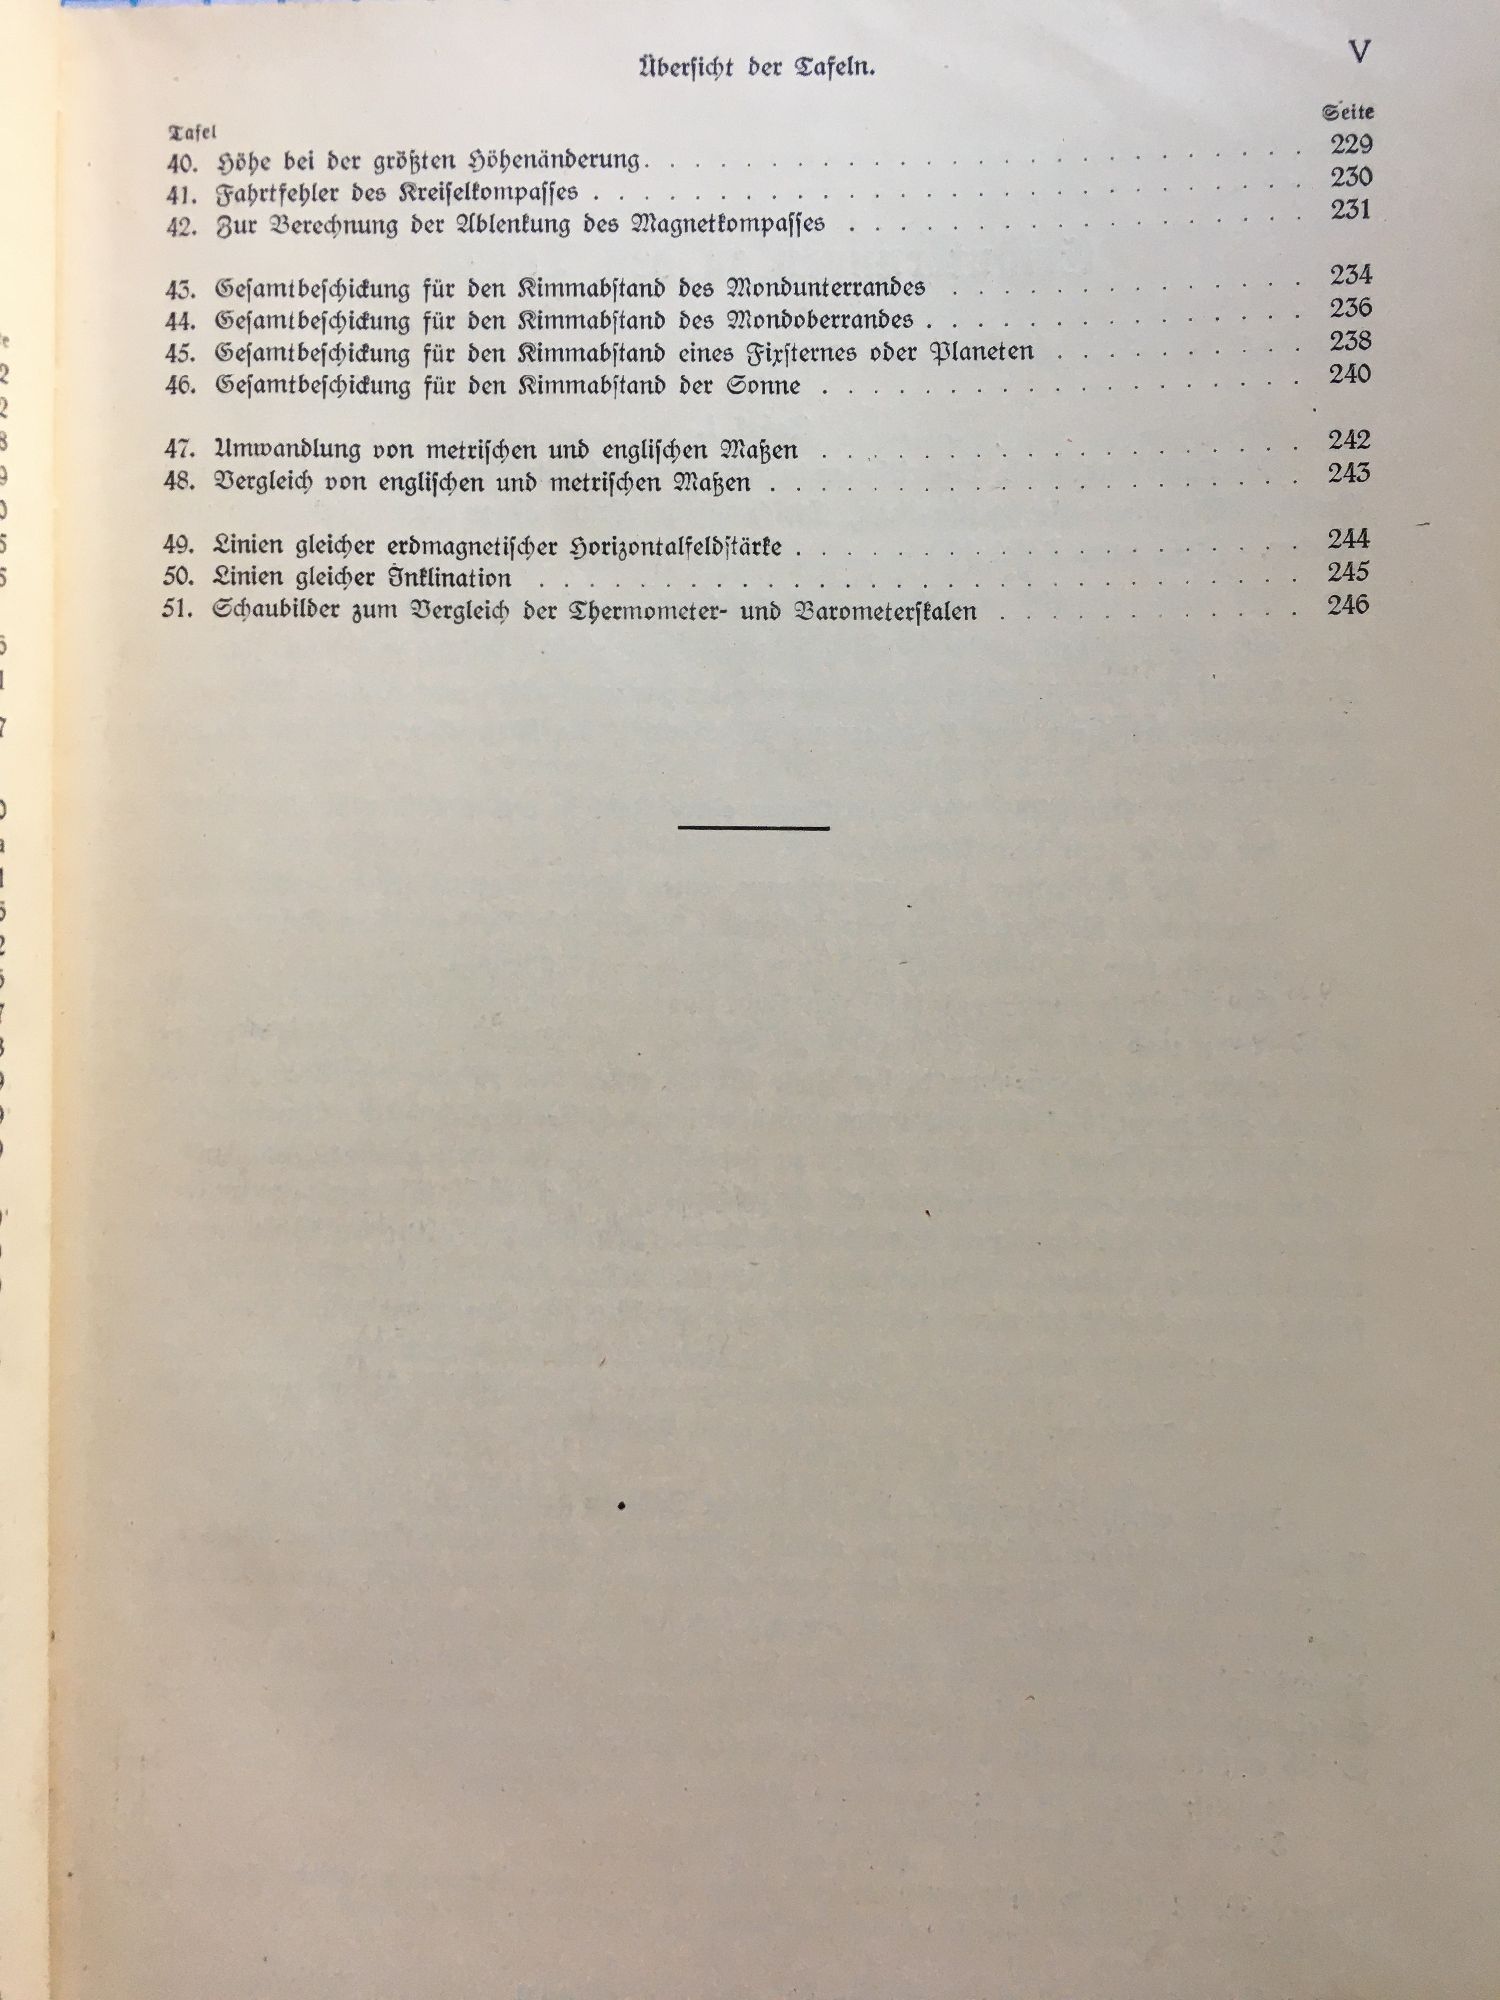 Übersicht der Tafeln.
V
Tafel
Seite
40. Höhe bei der größten Höhenänderung. . . . . . . . . . . . . . . . . . . . . . . . . 229
41. Fahrtfehler des Kreiselkompasses . . . . . . . . . . . . . . . . . . . . . . . . . . . 230
42. Zur Berechnung der Ablenkung des Magnetkompasses . . . . . . . . . . . . . . . . . . 231
43. Gesamtbeschickung für den Kimmabstand des Mondunterrandes . . . . . . . . . . . . . . 234
44. Gesamtbeschickung für den Kimmabstand des Mondoberrandes . . . . . . . . . . . . . . . 236
45. Gesamtbeschickung für den Kimmabstand eines Fixsternes oder Planeten . . . . . . . . . . 238
46. Gesamtbeschickung für den Kimmabstand der Sonne . . . . . . . . . . . . . . . . . . . 240
47. Umwandlung von metrischen und englischen Maßen . . . . . . . . . . . . . . . . . . . 242
48. Vergleich von englischen und metrischen Maßen . . . . . . . . . . . . . . . . . . . . . 243
49. Linien gleicher erdmagnetischer Horizontalfeldstärke . . . . . . . . . . . . . . . . . . . . 244
50. Linien gleicher Inklination . . . . . . . . . . . . . . . . . . . . . . . . . . . . . 245
51. Schaubilder zum Vergleich der Thermometer- und Barometerskalen . . . . . . . . . . . . 246